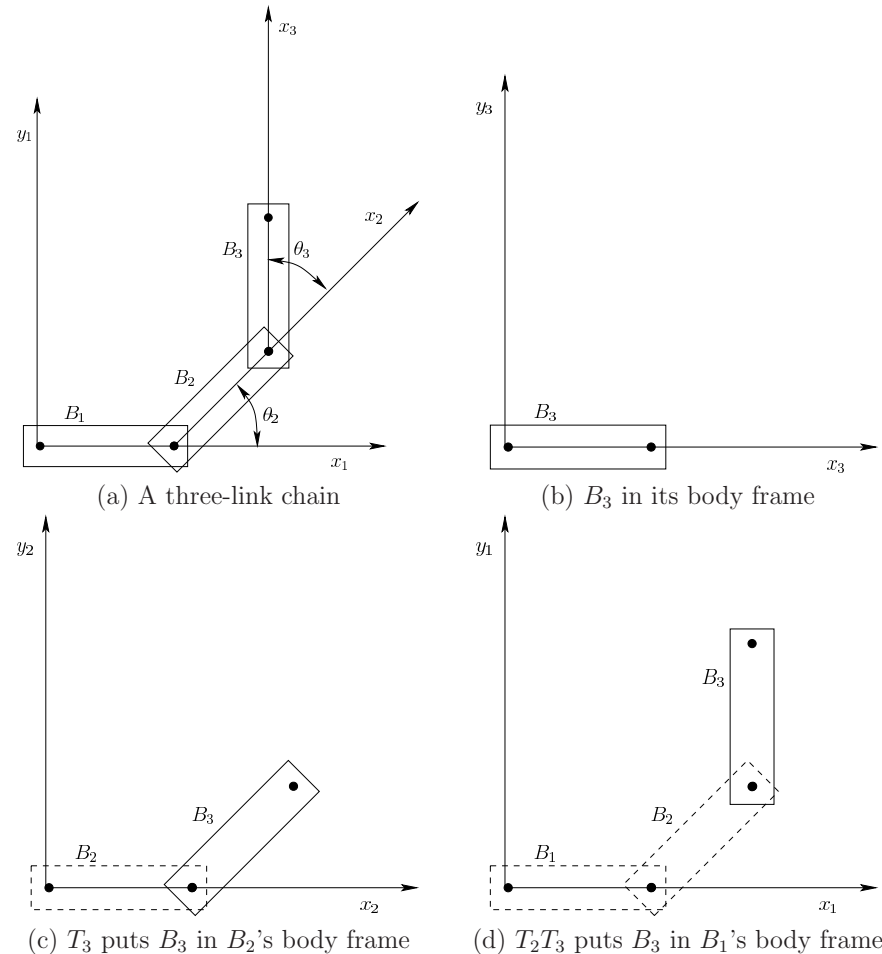 x₃
y₁
x₂
B₃
θ₃
B₂
B₁
θ₂
x₁
(a) A three-link chain
y₃
B₃
x₃
(b) B₃ in its body frame
y₂
B₃
B₂
x₂
(c) T₃ puts B₃ in B₂'s body frame
y₁
B₃
B₂
B₁
x₁
(d) T₂T₃ puts B₃ in B₁'s body frame